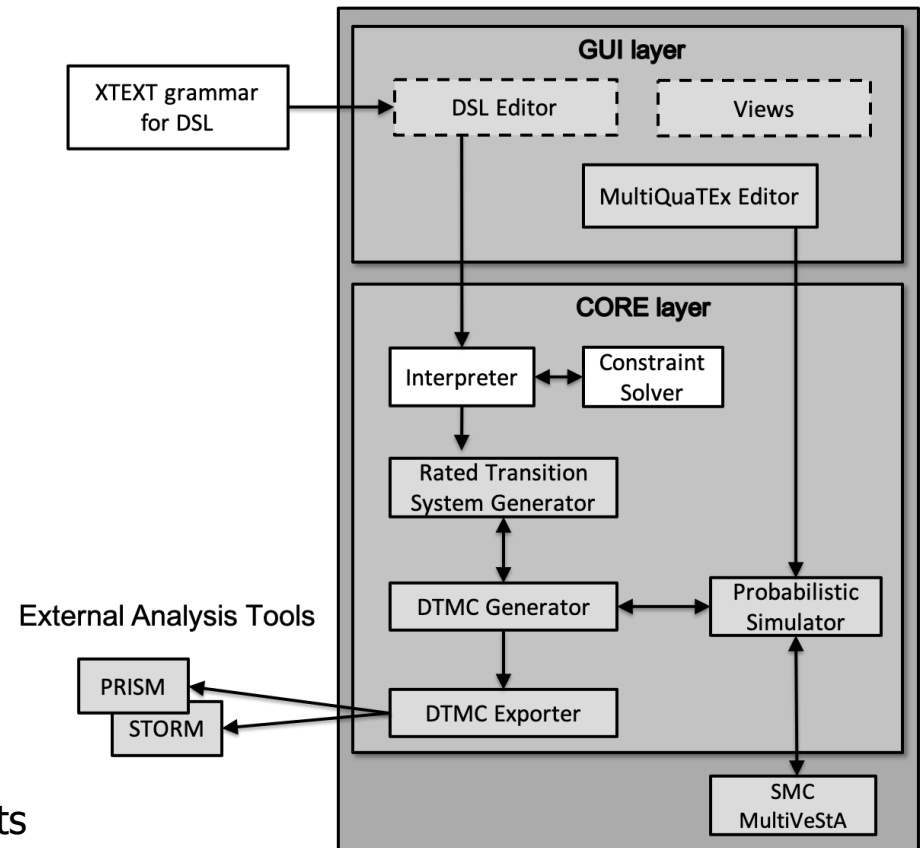 GUI layer
XTEXT grammar
for DSL
DSL Editor
Views
MultiQuaTEx Editor
CORE layer
Interpreter
Constraint
Solver
Rated Transition
System Generator
DTMC Generator
Probabilistic
Simulator
External Analysis Tools
PRISM
STORM
DTMC Exporter
SMC
MultiVeStA
ts